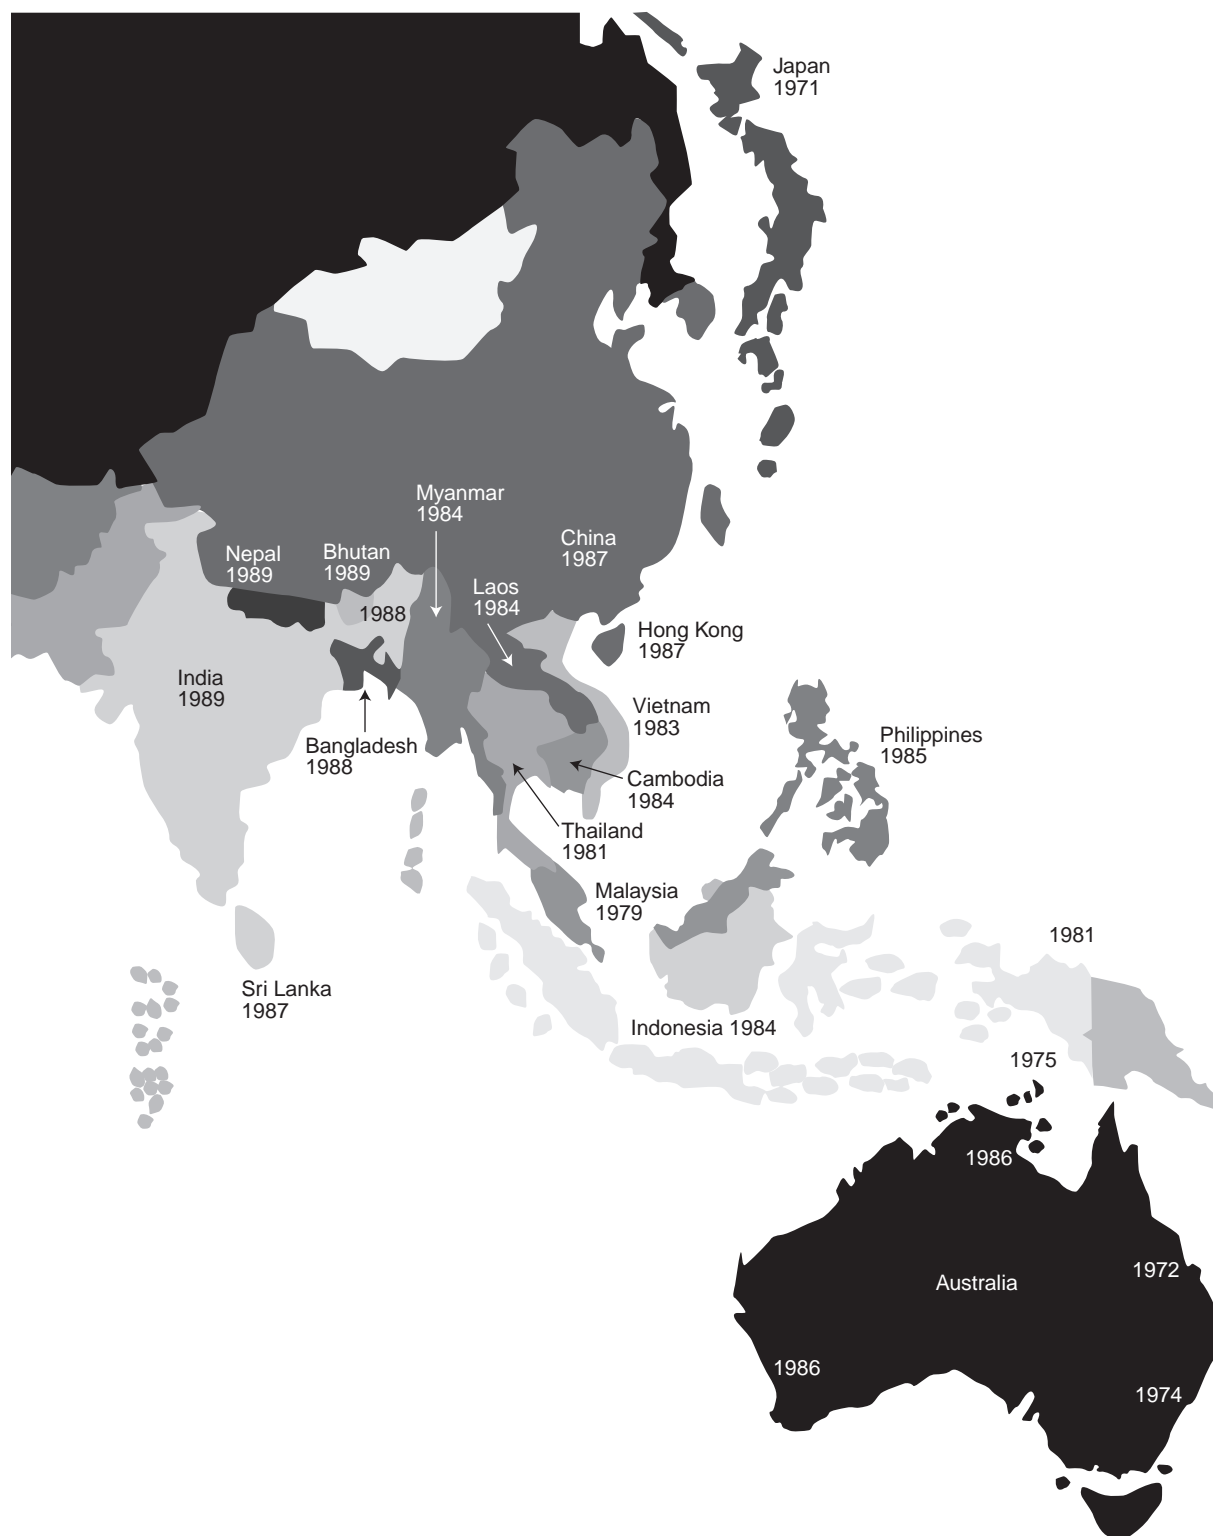 Japan
1971
Myanmar
1984
China
1987
Nepal
1989
Bhutan
1989
Laos
1984
1988
Hong Kong
1987
India
1989
Vietnam
1983
Philippines
1985
Bangladesh
1988
Cambodia
1984
Thailand
1981
Malaysia
1979
1981
Sri Lanka
1987
Indonesia 1984
1975
1986
1972
Australia
1986
1974